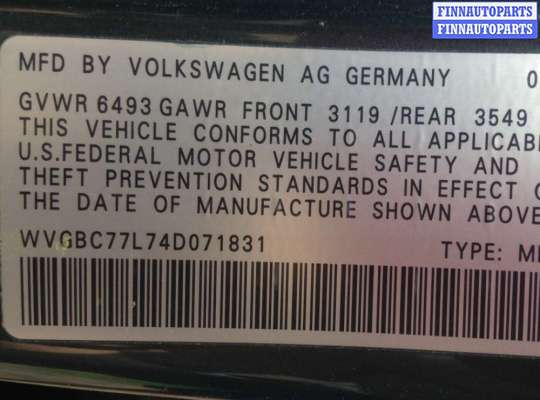 FINNAUTOPARTS
FINNAUTOPARTS
MFD BY VOLKSWAGEN AG GERMANY 0
GVWR 6493 GAWR FRONT 3119 /REAR 3549
THIS VEHICLE CONFORMS TO ALL APPLICAB
U.S.FEDERAL MOTOR VEHICLE SAFETY AND
THEFT PREVENTION STANDARDS IN EFFECT O
THE DATE OF MANUFACTURE SHOWN ABOVE
WVGBC77L74D071831
TYPE: M